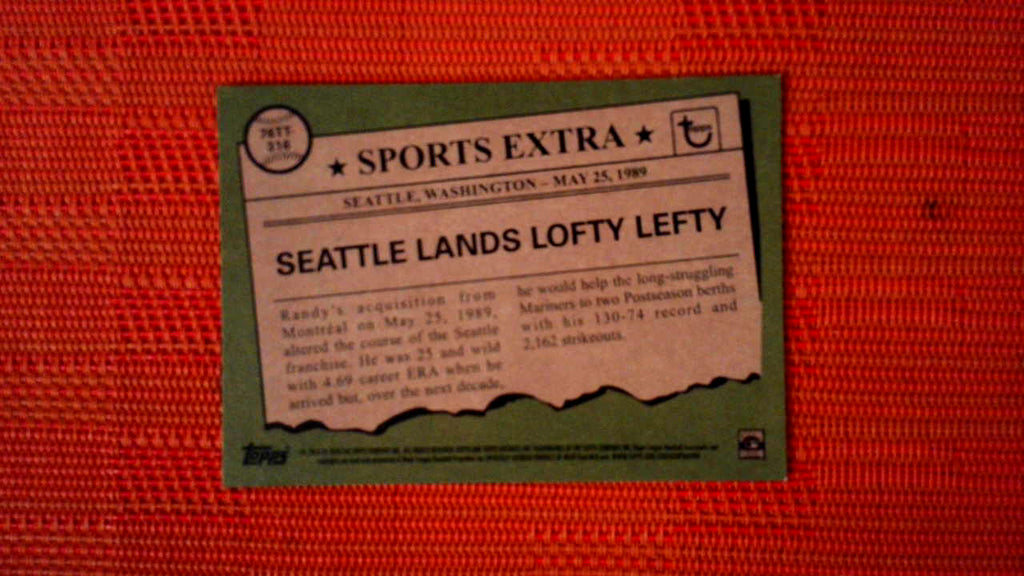 76TT-
316
★ SPORTS EXTRA ★
Topps
SEATTLE, WASHINGTON – MAY 25, 1989
SEATTLE LANDS LOFTY LEFTY
Randy's acquisition from
Montréal on May 25, 1989,
altered the course of the Seattle
franchise. He was 25 and wild
with 4.69 career ERA when he
arrived but, over the next decade,
he would help the long-struggling
Mariners to two Postseason berths
with his 130-74 record and
2,162 strikeouts.
Topps